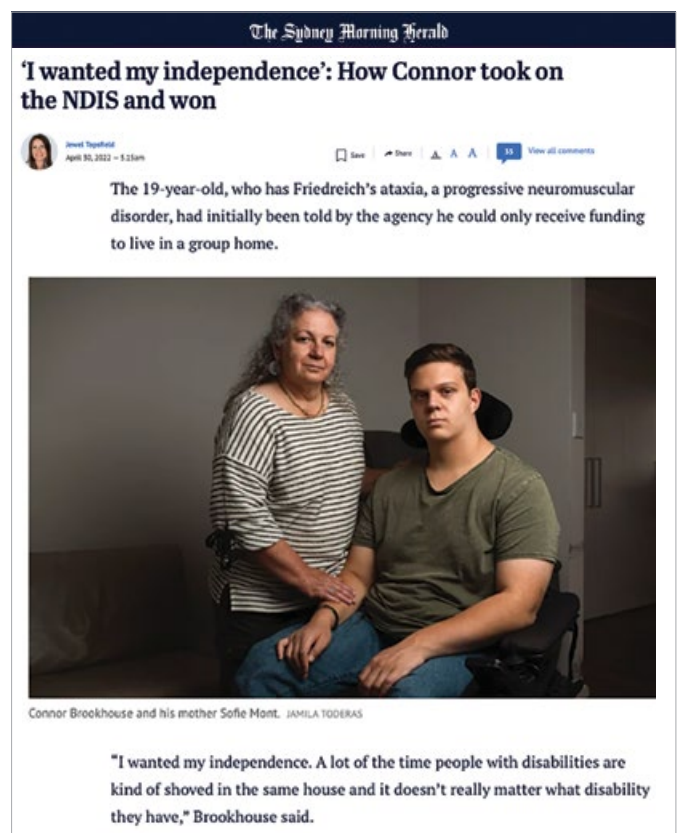 The Sydney Morning Herald
‘I wanted my independence’: How Connor took on
the NDIS and won
Jewel Topsfield
April 30, 2022 — 5.15am
Save
Share
A A A
35
View all comments
The 19-year-old, who has Friedreich’s ataxia, a progressive neuromuscular
disorder, had initially been told by the agency he could only receive funding
to live in a group home.
Connor Brookhouse and his mother Sofie Mont. JAMILA TODERAS
“I wanted my independence. A lot of the time people with disabilities are
kind of shoved in the same house and it doesn’t really matter what disability
they have,” Brookhouse said.